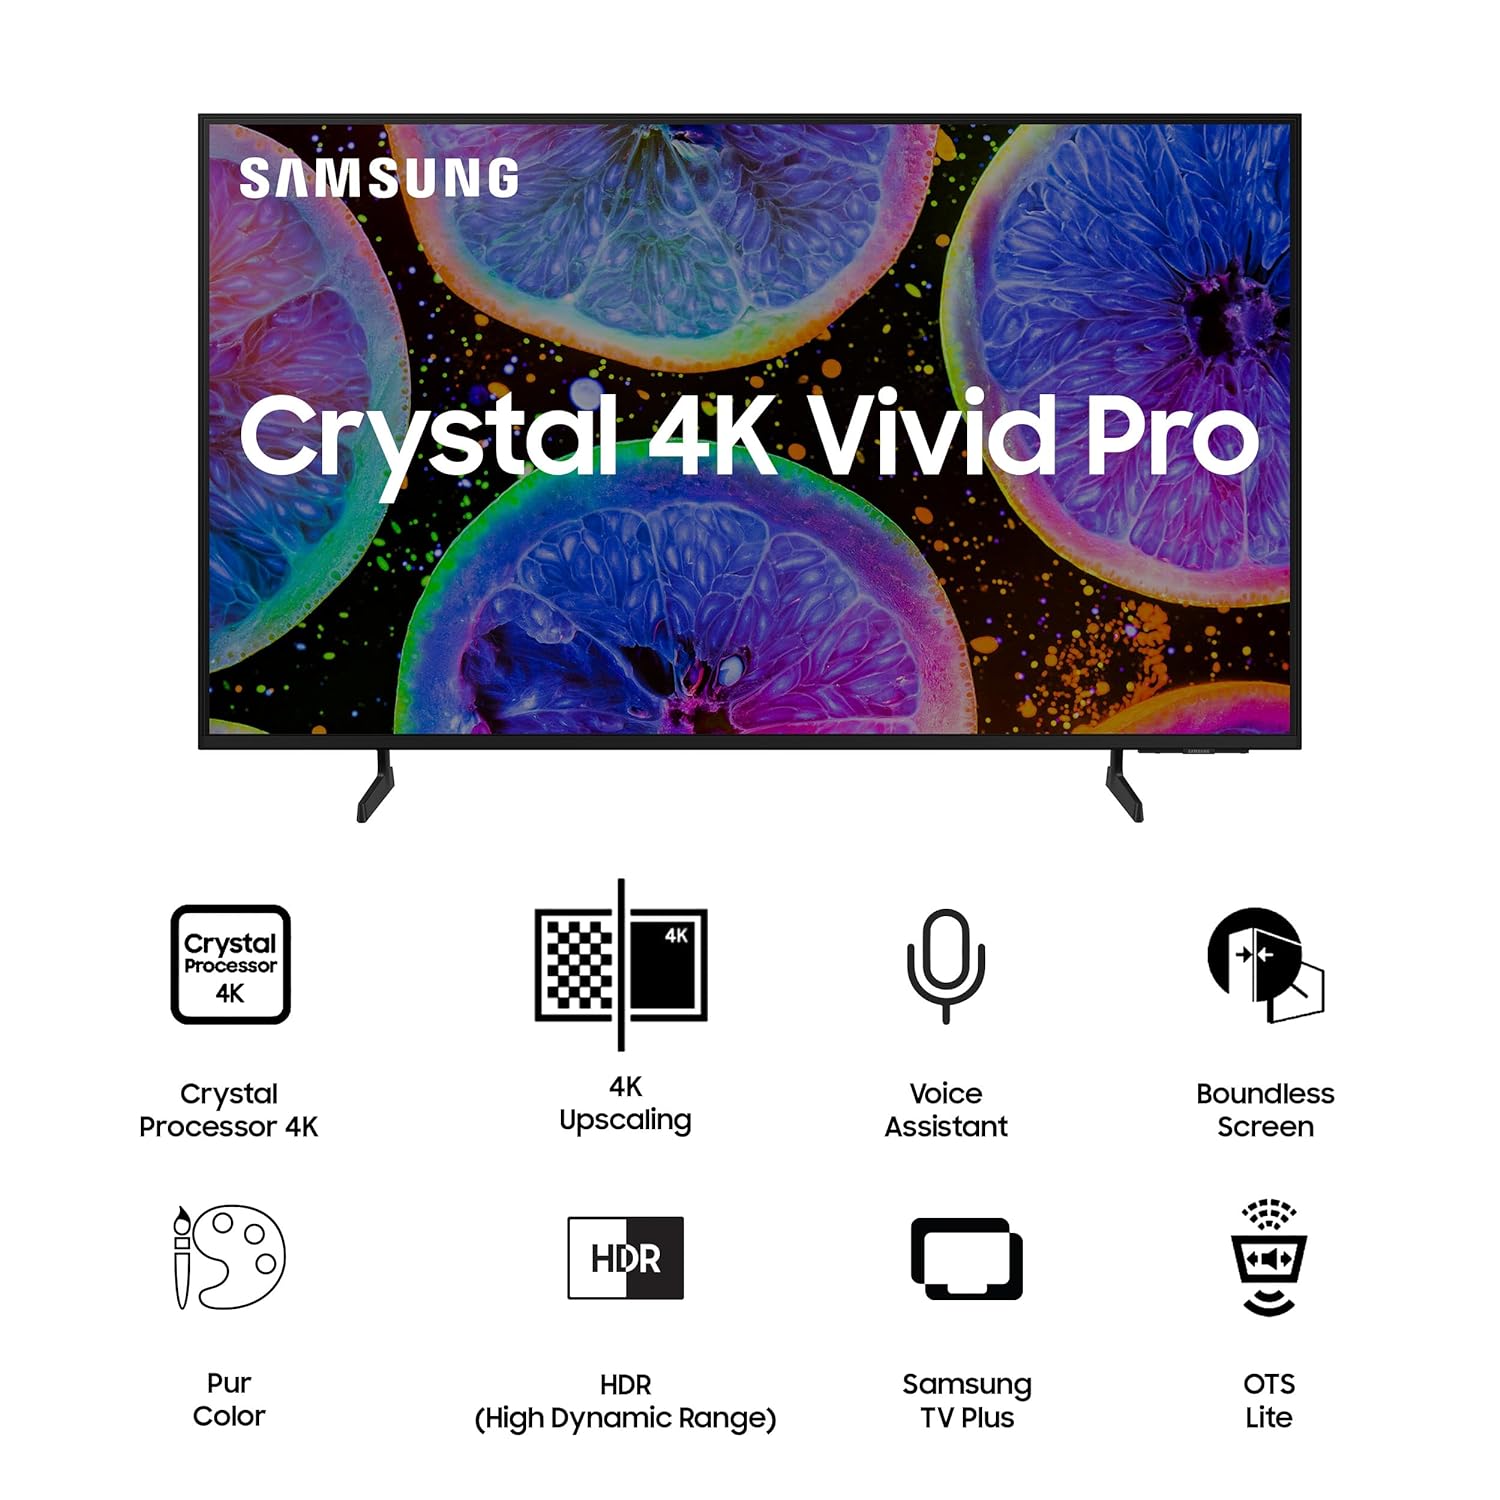 SAMSUNG
Crystal 4K Vivid Pro
SAMSUNG
Crystal
Processor
4K
4K
Crystal
Processor 4K
4K
Upscaling
Voice
Assistant
Boundless
Screen
HDR
Pur
Color
HDR
(High Dynamic Range)
Samsung
TV Plus
OTS
Lite